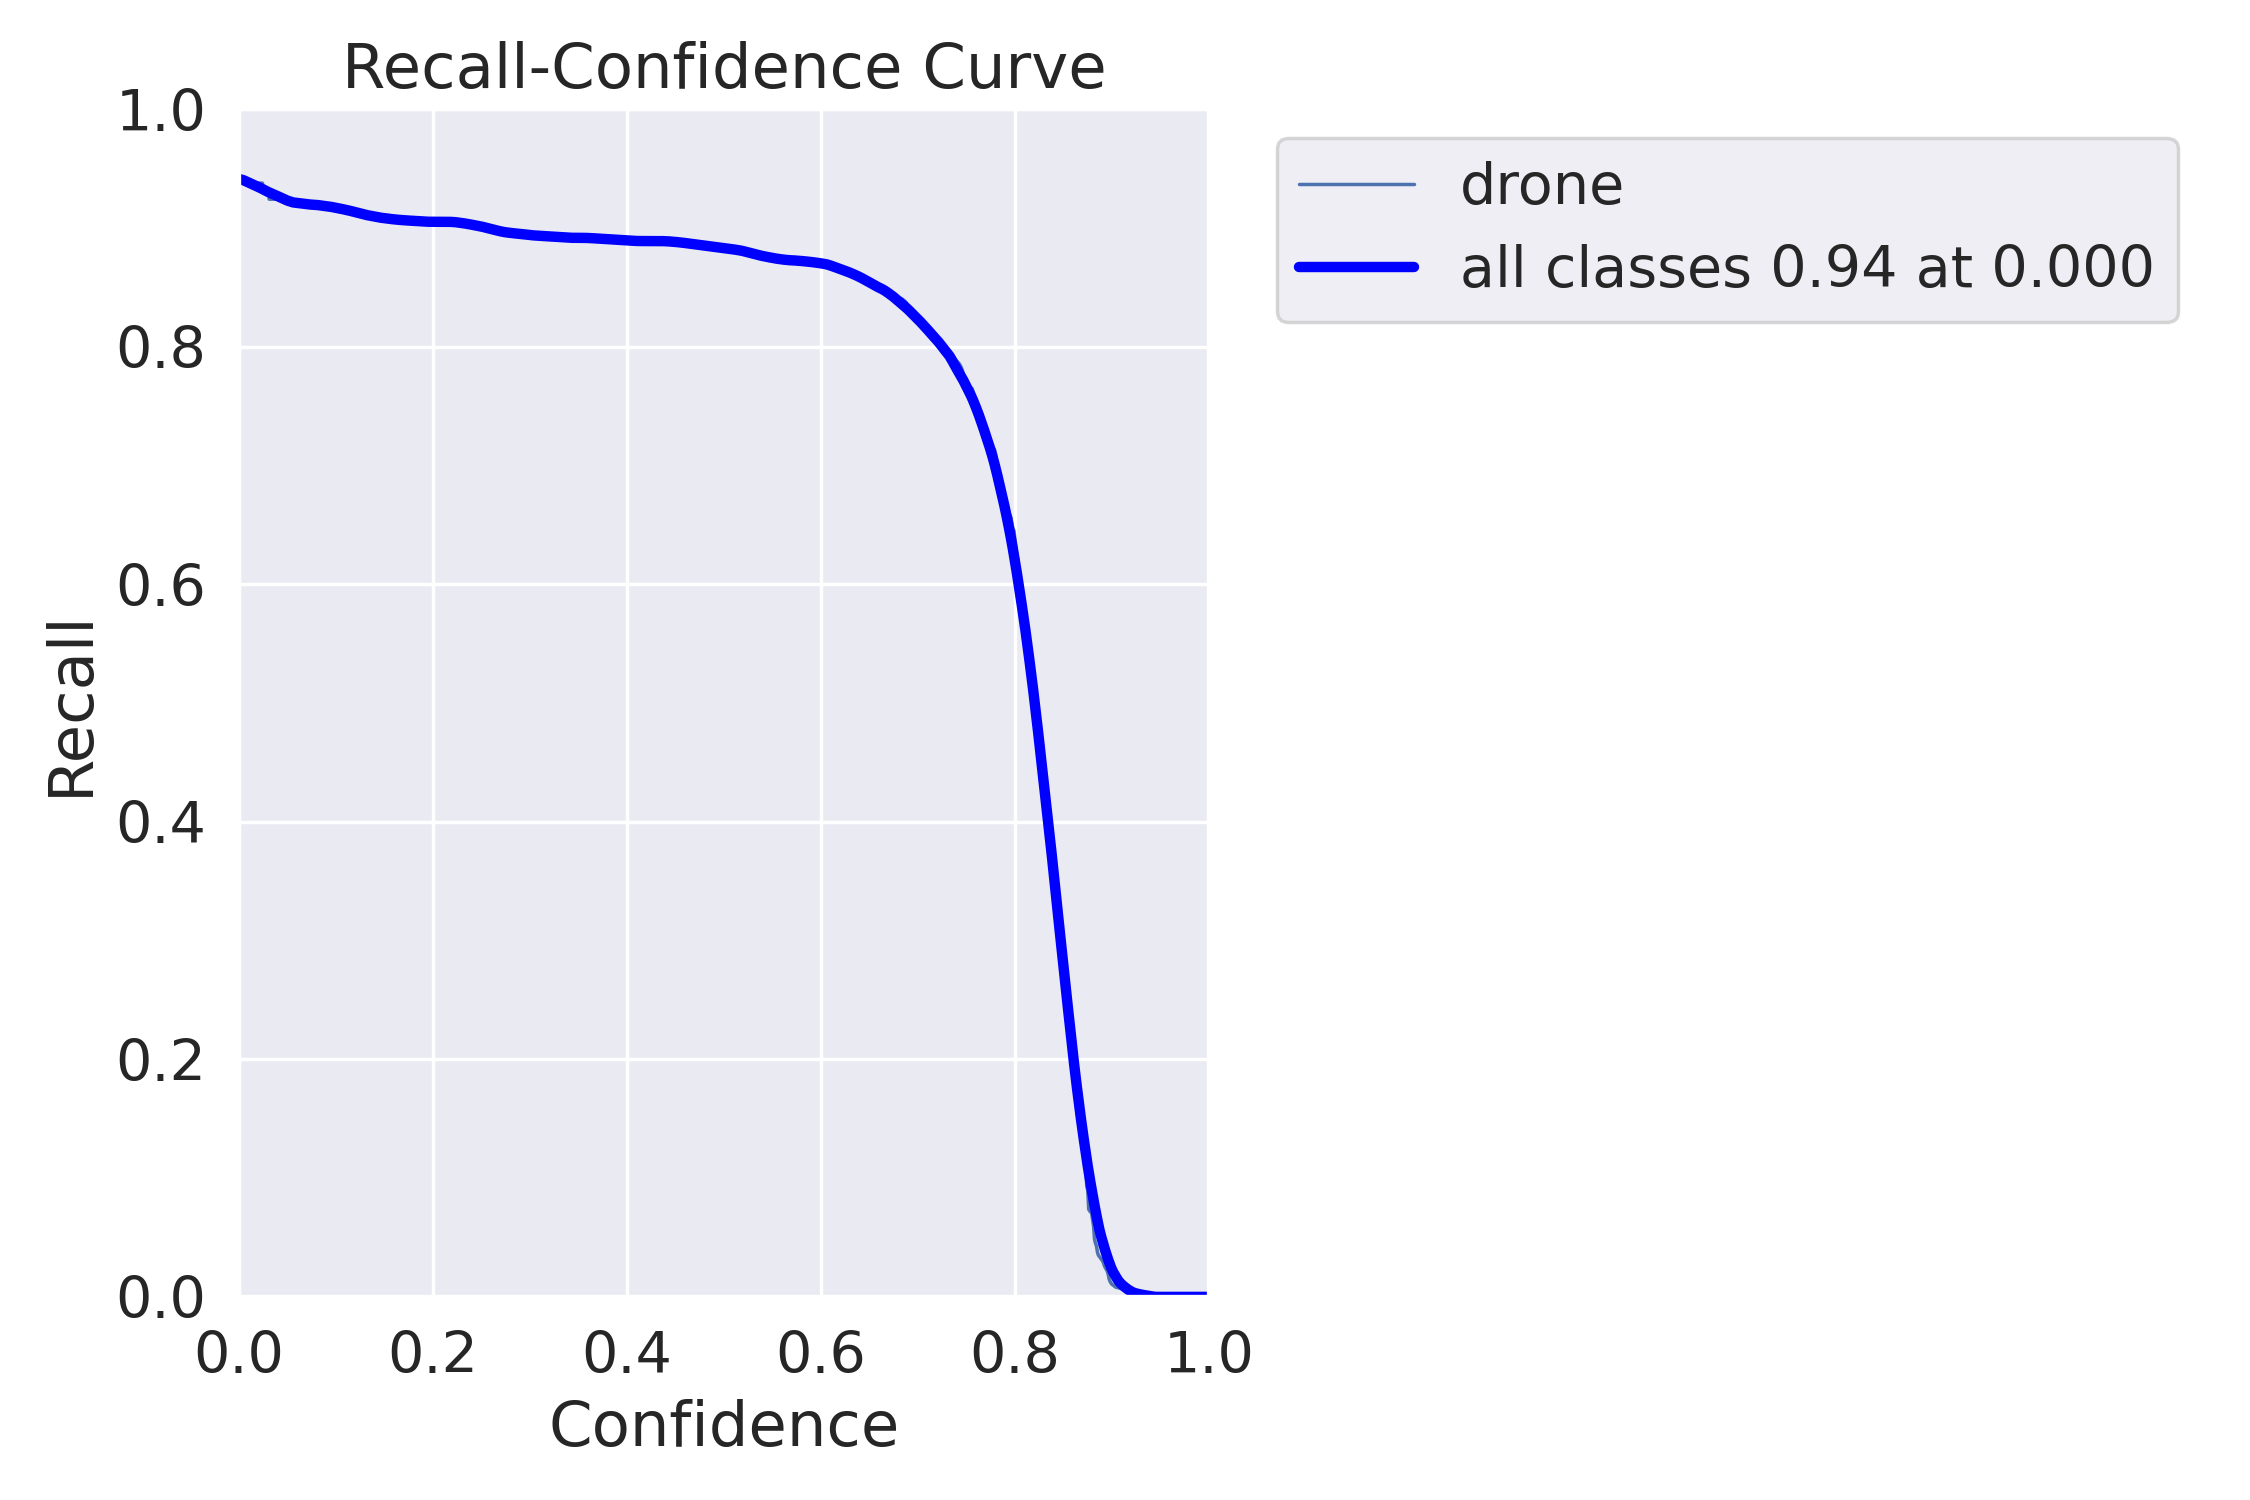 Recall-Confidence Curve
1.0
0.8
0.6
0.4
0.2
0.0
Recall
0.0 0.2 0.4 0.6 0.8 1.0
Confidence
drone
all classes 0.94 at 0.000